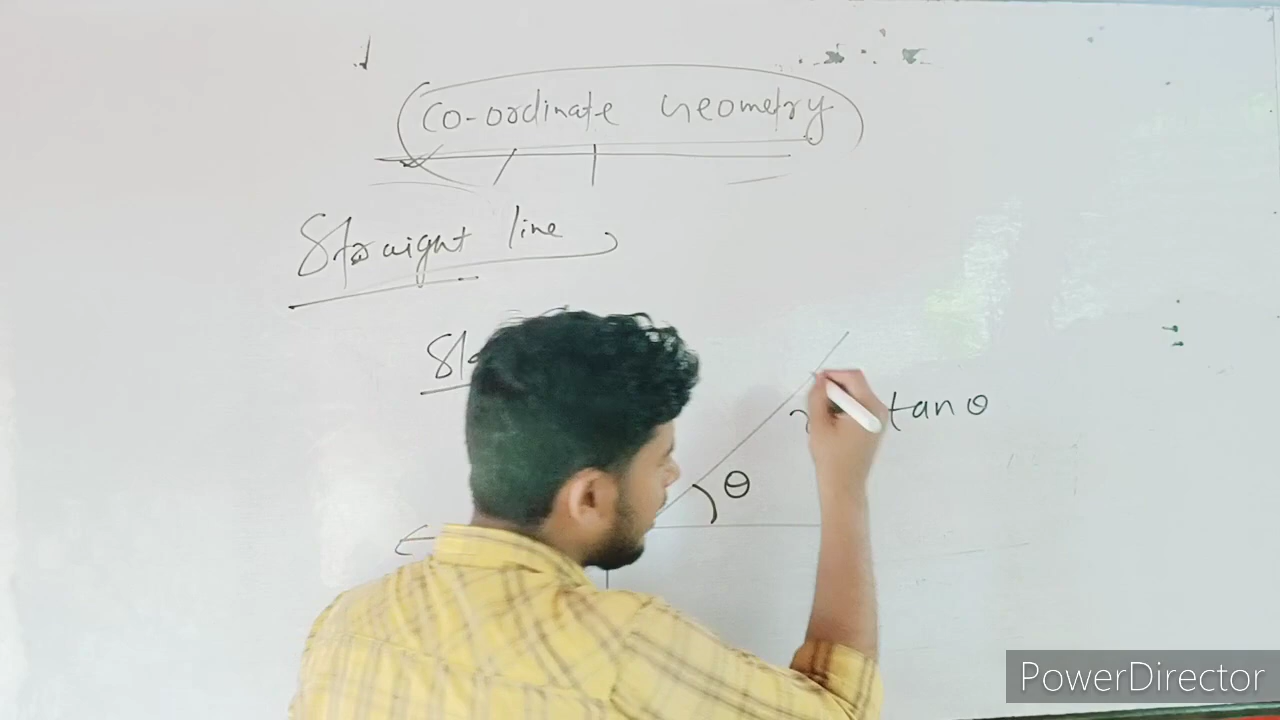 Co-ordinate Geometry
Straight line
tan θ
θ
PowerDirector